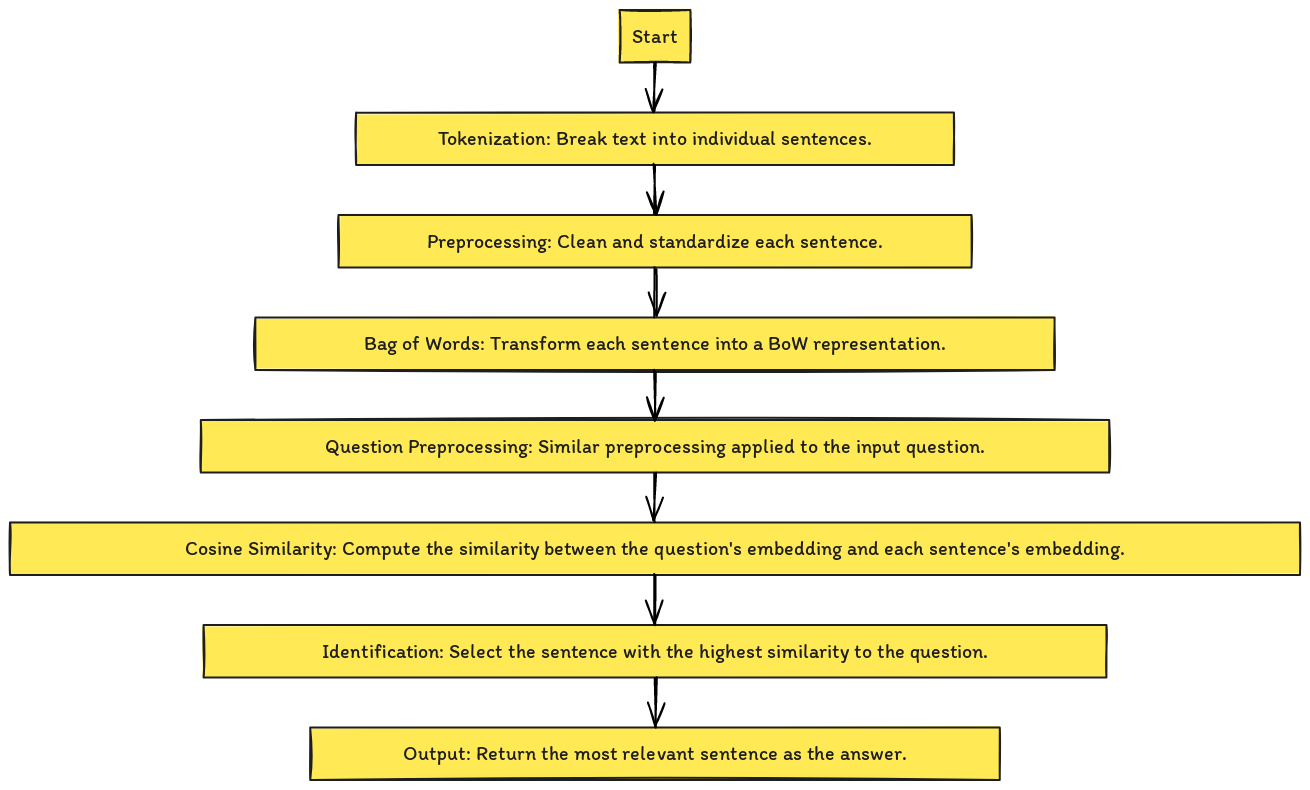 Start
Tokenization: Break text into individual sentences.
Preprocessing: Clean and standardize each sentence.
Bag of Words: Transform each sentence into a BoW representation.
Question Preprocessing: Similar preprocessing applied to the input question.
Cosine Similarity: Compute the similarity between the question's embedding and each sentence's embedding.
Identification: Select the sentence with the highest similarity to the question.
Output: Return the most relevant sentence as the answer.